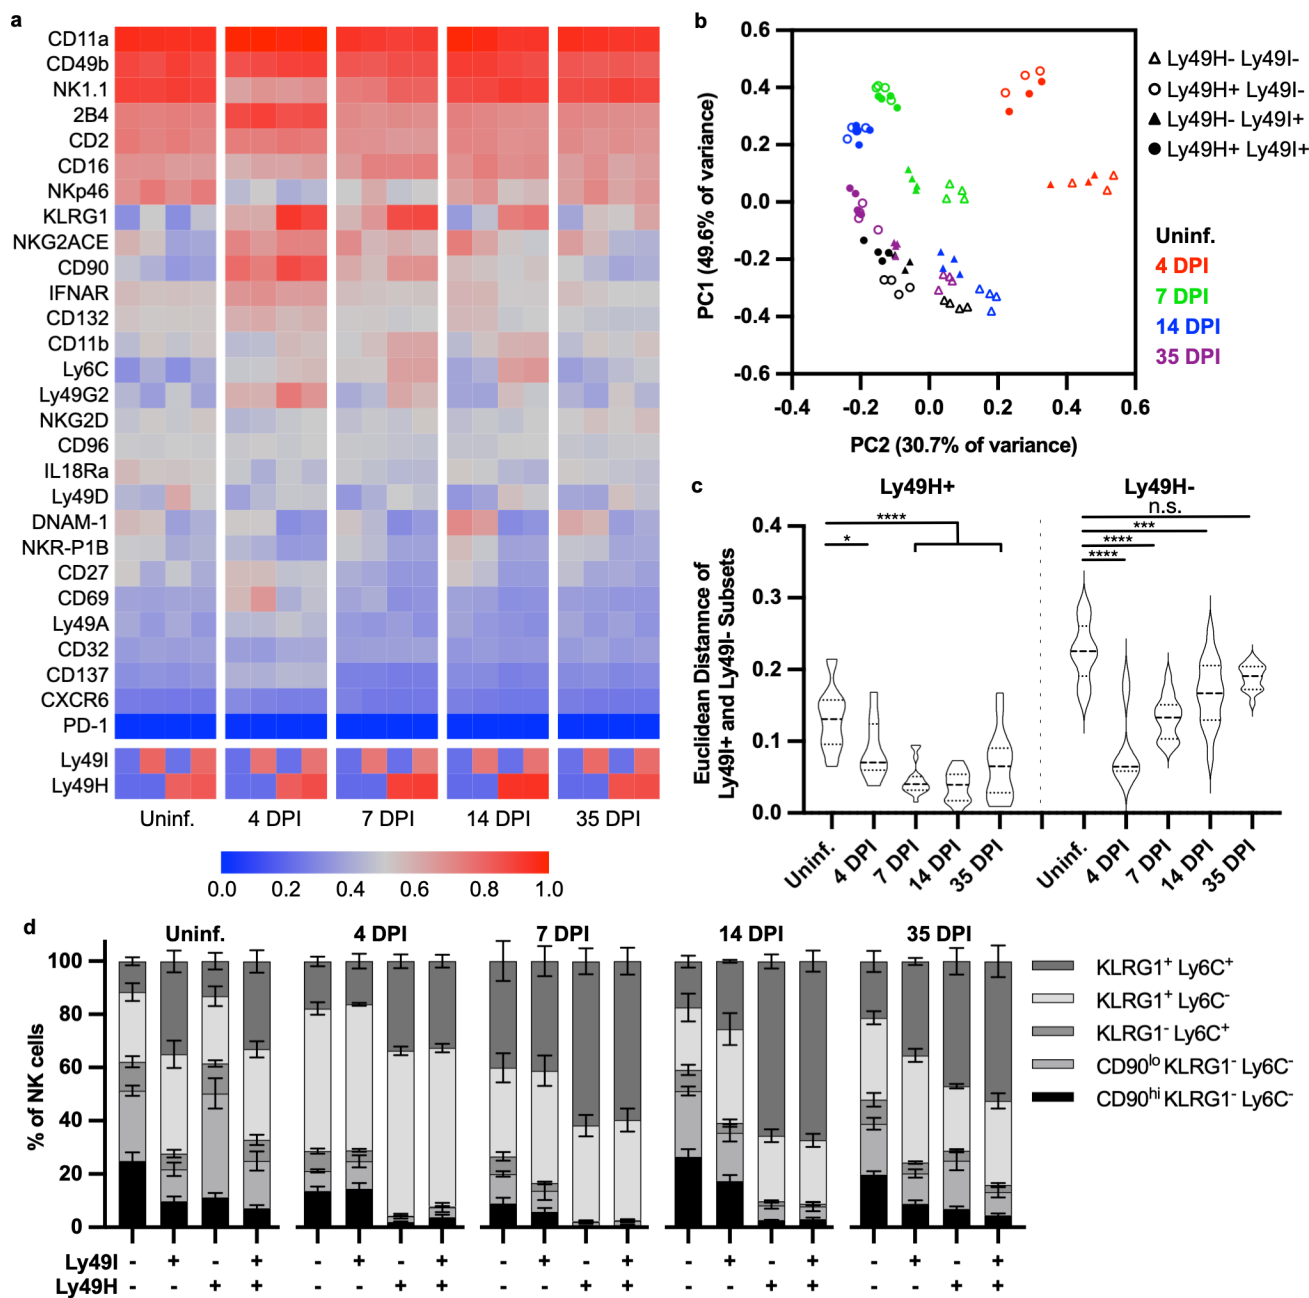 a
CD11a
CD49b
NK1.1
2B4
CD2
CD16
NKp46
KLRG1
NKG2ACE
CD90
IFNAR
CD132
CD11b
Ly6C
Ly49G2
NKG2D
CD96
IL18Ra
Ly49D
DNAM-1
NKR-P1B
CD27
CD69
Ly49A
CD32
CD137
CXCR6
PD-1
Ly49I
Ly49H
Uninf. 4 DPI 7 DPI 14 DPI 35 DPI
0.0 0.2 0.4 0.6 0.8 1.0
b
0.6
0.4
0.2
0.0
-0.2
-0.4
-0.6
PC1 (49.6% of variance)
-0.4 -0.2 0.0 0.2 0.4 0.6
PC2 (30.7% of variance)
Ly49H- Ly49I-
Ly49H+ Ly49I-
Ly49H- Ly49I+
Ly49H+ Ly49I+
Uninf.
4 DPI
7 DPI
14 DPI
35 DPI
c
Ly49H+ Ly49H-
n.s.
**** ***
* ****
****
0.4
0.3
0.2
0.1
0.0
Euclidean Distannce of
Ly49I+ and Ly49I- Subsets
Uninf. 4 DPI 7 DPI 14 DPI 35 DPI Uninf. 4 DPI 7 DPI 14 DPI 35 DPI
d
Uninf. 4 DPI 7 DPI 14 DPI 35 DPI
100
80
60
40
20
0
% of NK cells
Ly49I - + - + - + - + - + - + - + - + - + - +
Ly49H - - + + - - + + - - + + - - + + - - + +
KLRG1⁺ Ly6C⁺
KLRG1⁺ Ly6C⁻
KLRG1⁻ Ly6C⁺
CD90ˡᵒ KLRG1⁻ Ly6C⁻
CD90ʰⁱ KLRG1⁻ Ly6C⁻